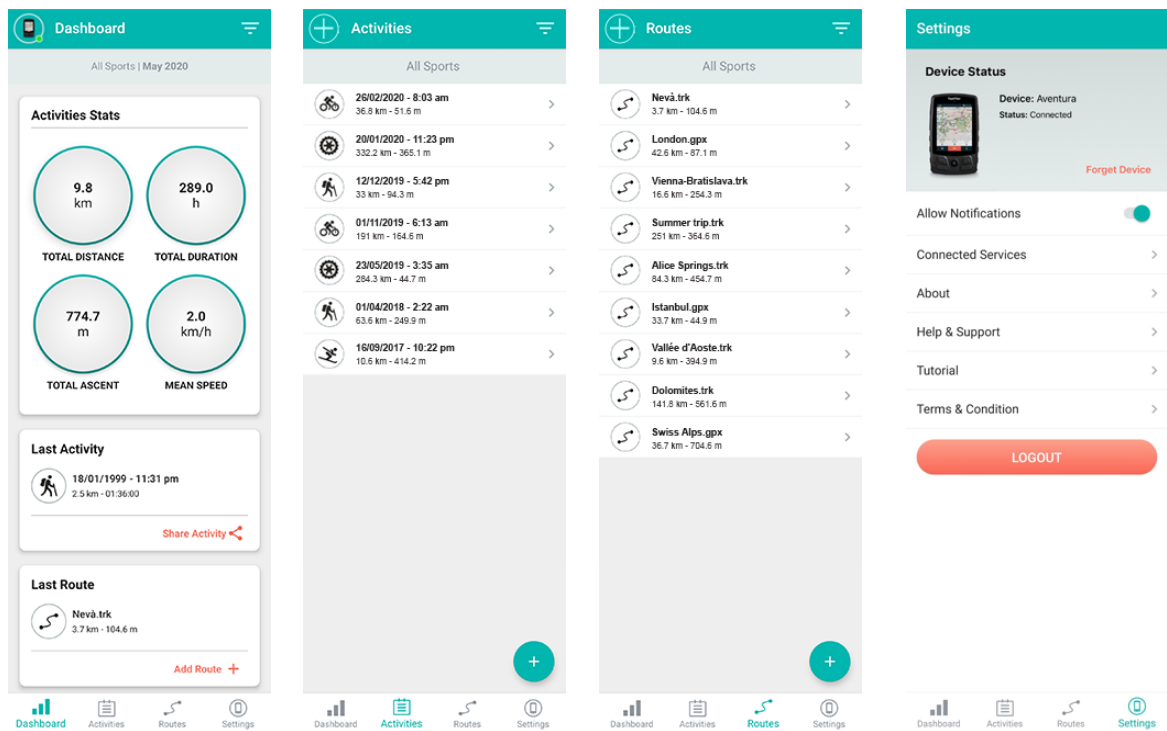 Dashboard
All Sports | May 2020
Activities Stats
9.8
km
289.0
h
TOTAL DISTANCE
TOTAL DURATION
774.7
m
2.0
km/h
TOTAL ASCENT
MEAN SPEED
Last Activity
18/01/1999 - 11:31 pm
2.5 km - 01:36:00
Share Activity
Last Route
Nevà.trk
3.7 km - 104.6 m
Add Route +
Dashboard
Activities
Routes
Settings
Activities
All Sports
26/02/2020 - 8:03 am
36.8 km - 51.6 m
20/01/2020 - 11:23 pm
332.2 km - 365.1 m
12/12/2019 - 5:42 pm
33 km - 94.3 m
01/11/2019 - 6:13 am
191 km - 164.6 m
23/05/2019 - 3:35 am
284.3 km - 44.7 m
01/04/2018 - 2:22 am
63.6 km - 249.9 m
16/09/2017 - 10:22 pm
10.6 km - 414.2 m
+
Dashboard
Activities
Routes
Settings
Routes
All Sports
Nevà.trk
3.7 km - 104.6 m
London.gpx
42.6 km - 87.1 m
Vienna-Bratislava.trk
16.6 km - 254.3 m
Summer trip.trk
251 km - 364.6 m
Alice Springs.trk
84.3 km - 454.7 m
Istanbul.gpx
33.7 km - 44.9 m
Vallée d'Aoste.trk
9.6 km - 394.9 m
Dolomites.trk
141.8 km - 561.6 m
Swiss Alps.gpx
36.7 km - 704.6 m
+
Dashboard
Activities
Routes
Settings
Settings
Device Status
Device: Aventura
Status: Connected
Forget Device
Allow Notifications
Connected Services
About
Help & Support
Tutorial
Terms & Condition
LOGOUT
Dashboard
Activities
Routes
Settings